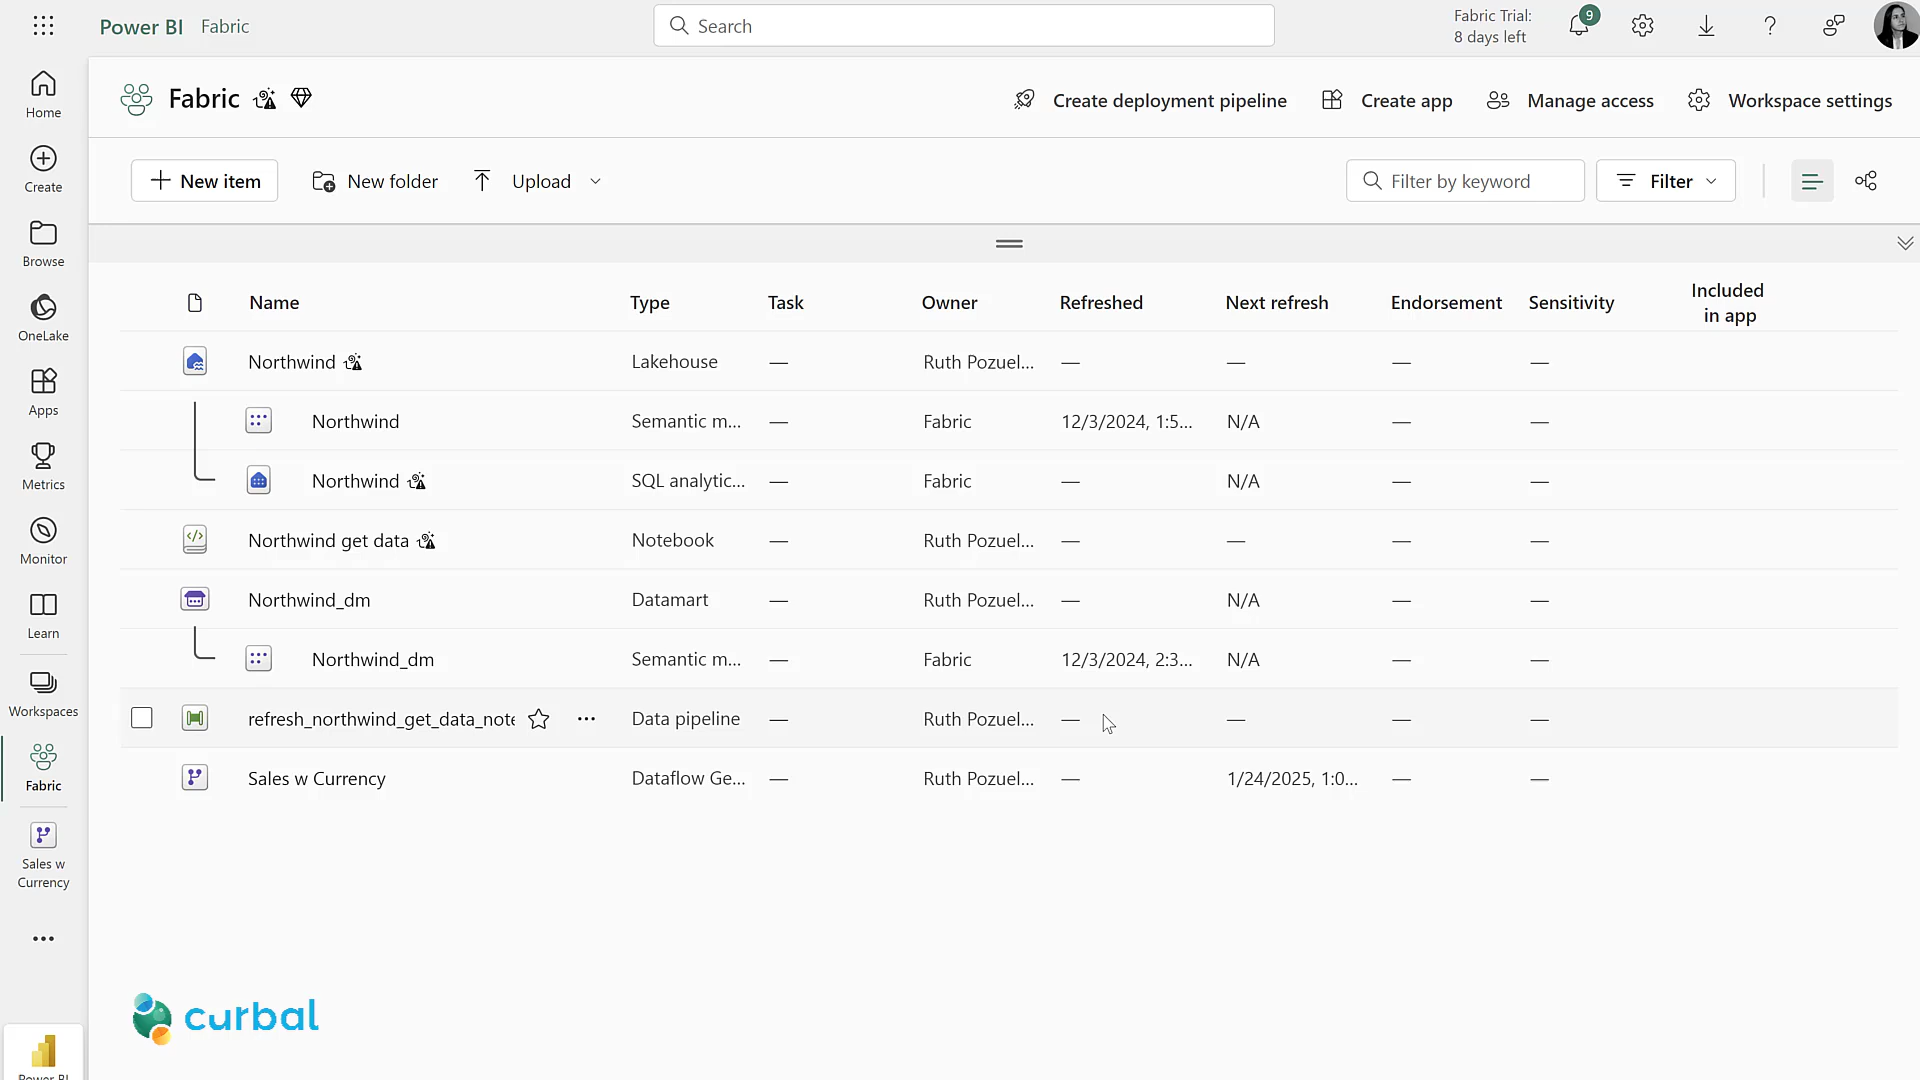 Power BI Fabric
Search
Fabric Trial:
8 days left
9
Home
Create
Browse
OneLake
Apps
Metrics
Monitor
Learn
Workspaces
Fabric
Sales w
Currency
Power BI
Fabric
Create deployment pipeline
Create app
Manage access
Workspace settings
New item
New folder
Upload
Filter by keyword
Filter
Name Type Task Owner Refreshed Next refresh Endorsement Sensitivity Included
in app
Northwind Lakehouse — Ruth Pozuel... — — — —
Northwind Semantic m... — Fabric 12/3/2024, 1:5... N/A — —
Northwind SQL analytic... — Fabric — N/A — —
Northwind get data Notebook — Ruth Pozuel... — — — —
Northwind_dm Datamart — Ruth Pozuel... — N/A — —
Northwind_dm Semantic m... — Fabric 12/3/2024, 2:3... N/A — —
refresh_northwind_get_data_note Data pipeline — Ruth Pozuel... — — — —
Sales w Currency Dataflow Ge... — Ruth Pozuel... — 1/24/2025, 1:0... — —
curbal